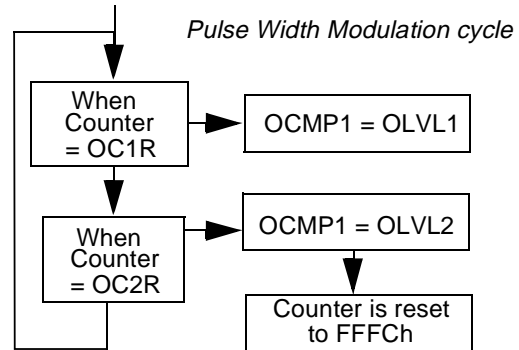 Pulse Width Modulation cycle
When
Counter
= OC1R
OCMP1 = OLVL1
When
Counter
= OC2R
OCMP1 = OLVL2
Counter is reset
to FFFCh